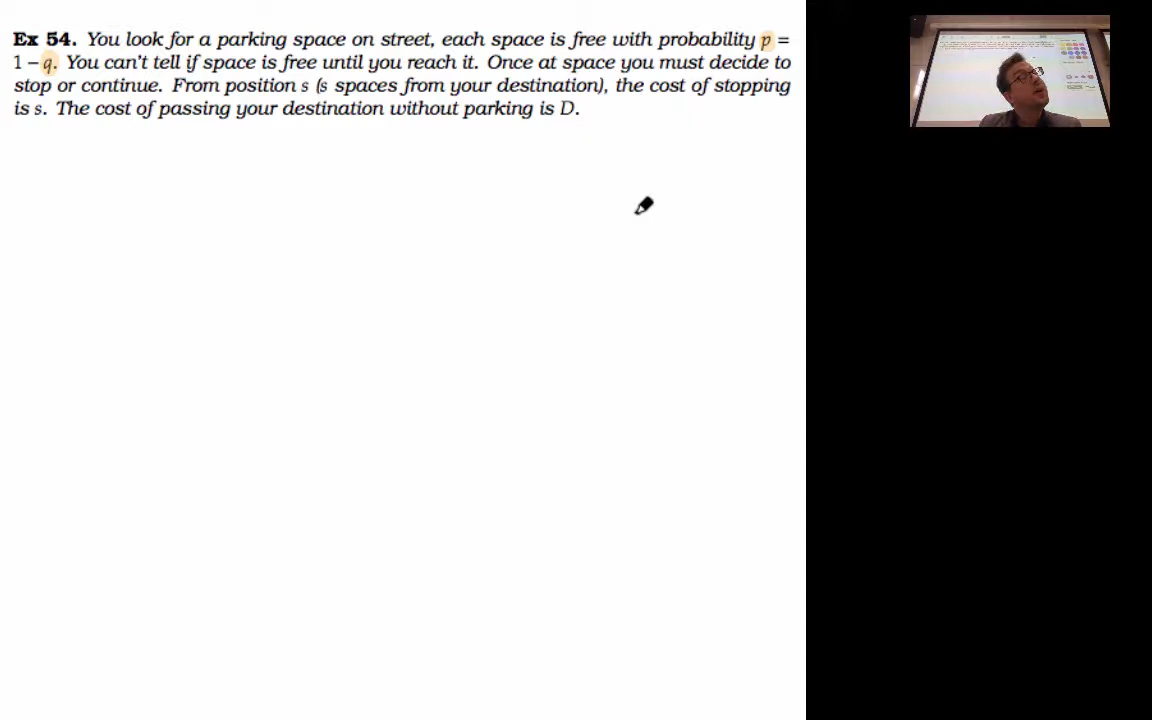 Ex 54. You look for a parking space on street, each space is free with probability p =
1 − q. You can't tell if space is free until you reach it. Once at space you must decide to
stop or continue. From position s (s spaces from your destination), the cost of stopping
is s. The cost of passing your destination without parking is D.